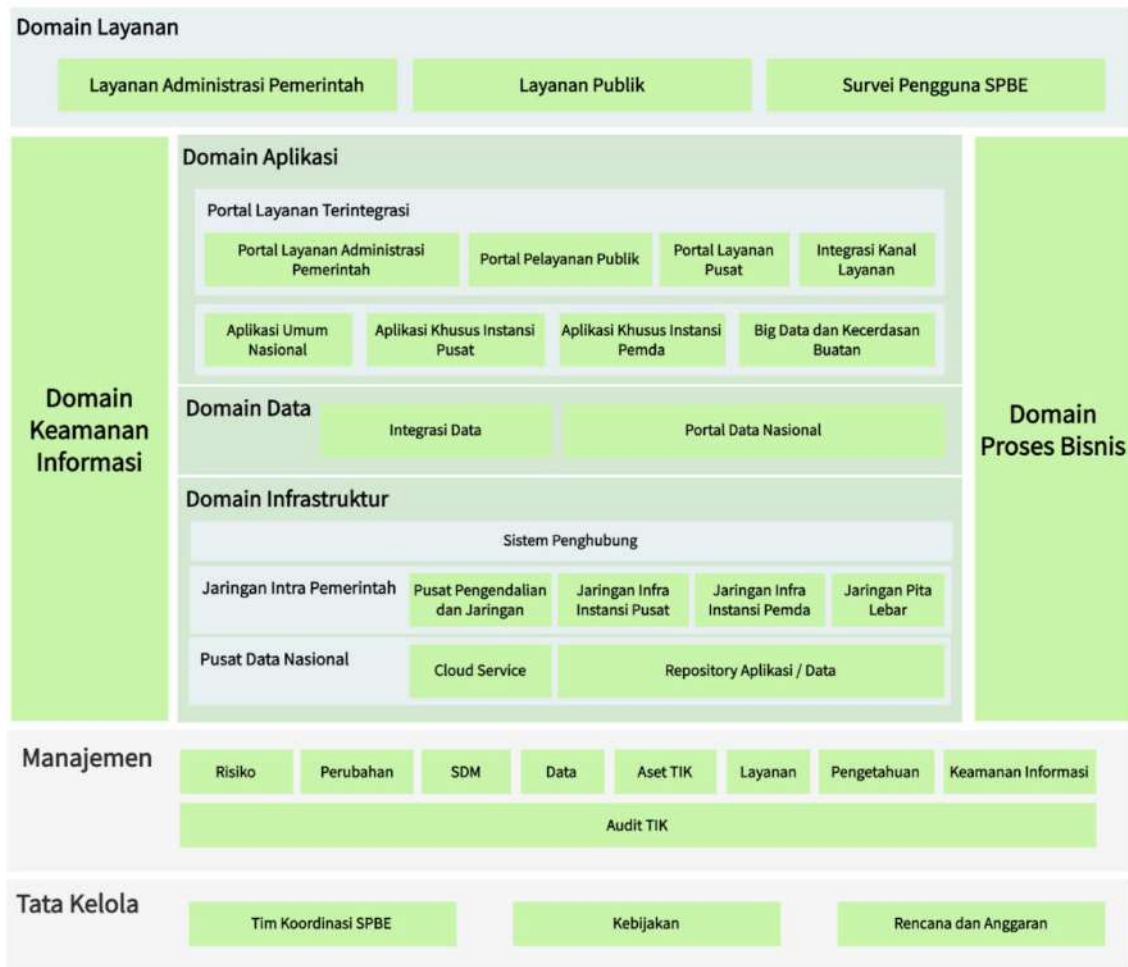 Domain Layanan
Layanan Administrasi Pemerintah
Layanan Publik
Survei Pengguna SPBE
Domain
Keamanan
Informasi
Domain Aplikasi
Portal Layanan Terintegrasi
Portal Layanan Administrasi
Pemerintah
Portal Pelayanan Publik
Portal Layanan
Pusat
Integrasi Kanal
Layanan
Aplikasi Umum
Nasional
Aplikasi Khusus Instansi
Pusat
Aplikasi Khusus Instansi
Pemda
Big Data dan Kecerdasan
Buatan
Domain Data
Integrasi Data
Portal Data Nasional
Domain Infrastruktur
Sistem Penghubung
Jaringan Intra Pemerintah
Pusat Pengendalian
dan Jaringan
Jaringan Infra
Instansi Pusat
Jaringan Infra
Instansi Pemda
Jaringan Pita
Lebar
Pusat Data Nasional
Cloud Service
Repository Aplikasi / Data
Domain
Proses Bisnis
Manajemen
Risiko
Perubahan
SDM
Data
Aset TIK
Layanan
Pengetahuan
Keamanan Informasi
Audit TIK
Tata Kelola
Tim Koordinasi SPBE
Kebijakan
Rencana dan Anggaran